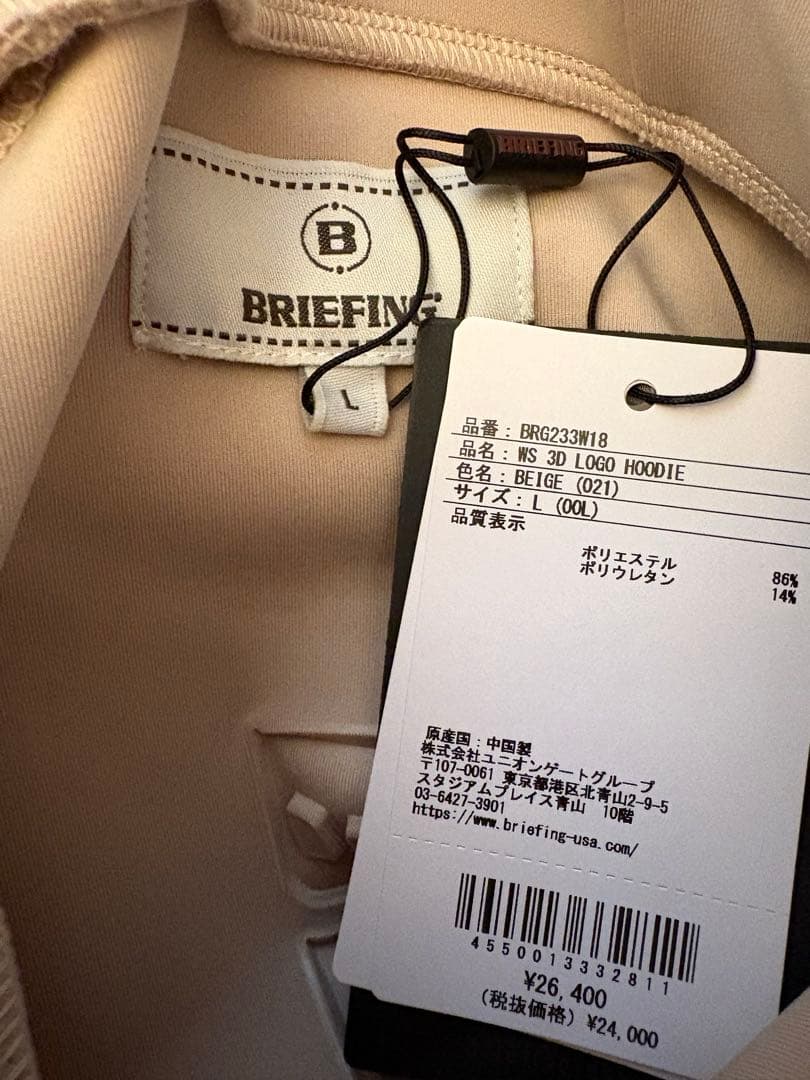 B
BRIEFING
L
BRIEFING
品番: BRG233W18
品名: WS 3D LOGO HOODIE
色名: BEIGE (021)
サイズ: L (00L)
品質表示
ポリエステル 86%
ポリウレタン 14%
原産国: 中国製
株式会社ユニオンゲートグループ
〒107-0061 東京都港区北青山2-9-5
スタジアムプレイス青山 10階
03-6427-3901
https://www.briefing-usa.com/
4550013332811
¥26,400
(税抜価格) ¥24,000